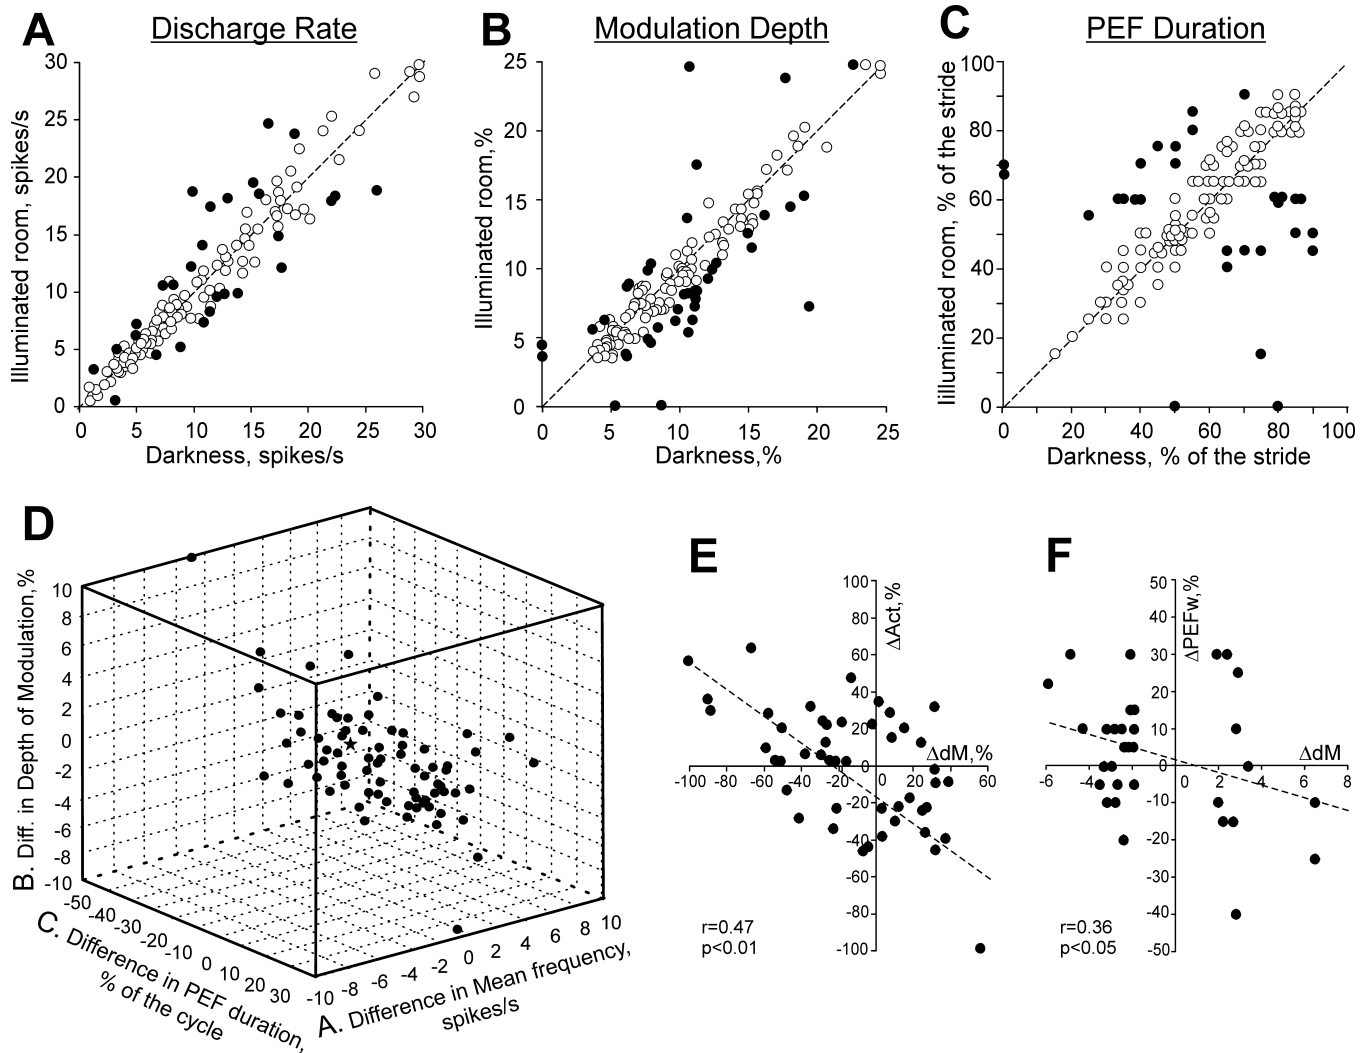 A
Discharge Rate
Illuminated room, spikes/s
30
25
20
15
10
5
0
0 5 10 15 20 25 30
Darkness, spikes/s
B
Modulation Depth
Illuminated room,%
25
20
15
10
5
0
0 5 10 15 20 25
Darkness,%
C
PEF Duration
Iilluminated room, % of the stride
100
80
60
40
20
0
0 20 40 60 80 100
Darkness, % of the stride
D
B. Diff. in Depth of Modulation,%
10
8
6
4
2
0
-2
-4
-6
-8
-10
-50 -40 -30 -20 -10 0 10 20 30
C. Difference in PEF duration,
% of the cycle
-10 -8 -6 -4 -2 0 2 4 6 8 10
A. Difference in Mean frequency,
spikes/s
E
ΔAct,%
100
80
60
40
20
0
-20
-40
-60
-80
-100
ΔdM,%
-100 -80 -60 -40 -20 0 20 40 60
r=0.47
p<0.01
F
ΔPEFw,%
50
40
30
20
10
0
-10
-20
-30
-40
-50
ΔdM
-6 -4 -2 0 2 4 6 8
r=0.36
p<0.05